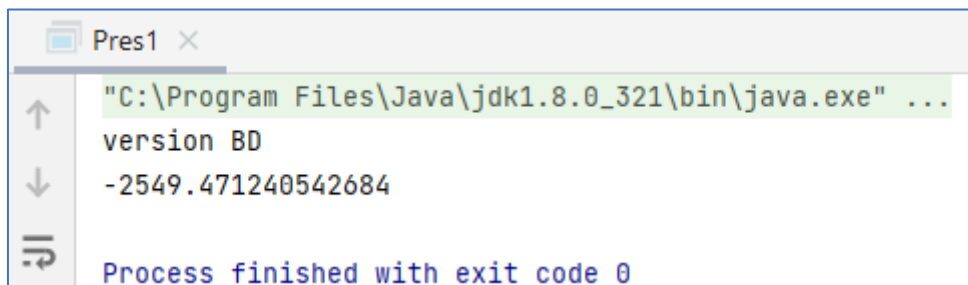 Pres1
"C:\Program Files\Java\jdk1.8.0_321\bin\java.exe" ...
version BD
-2549.471240542684
Process finished with exit code 0